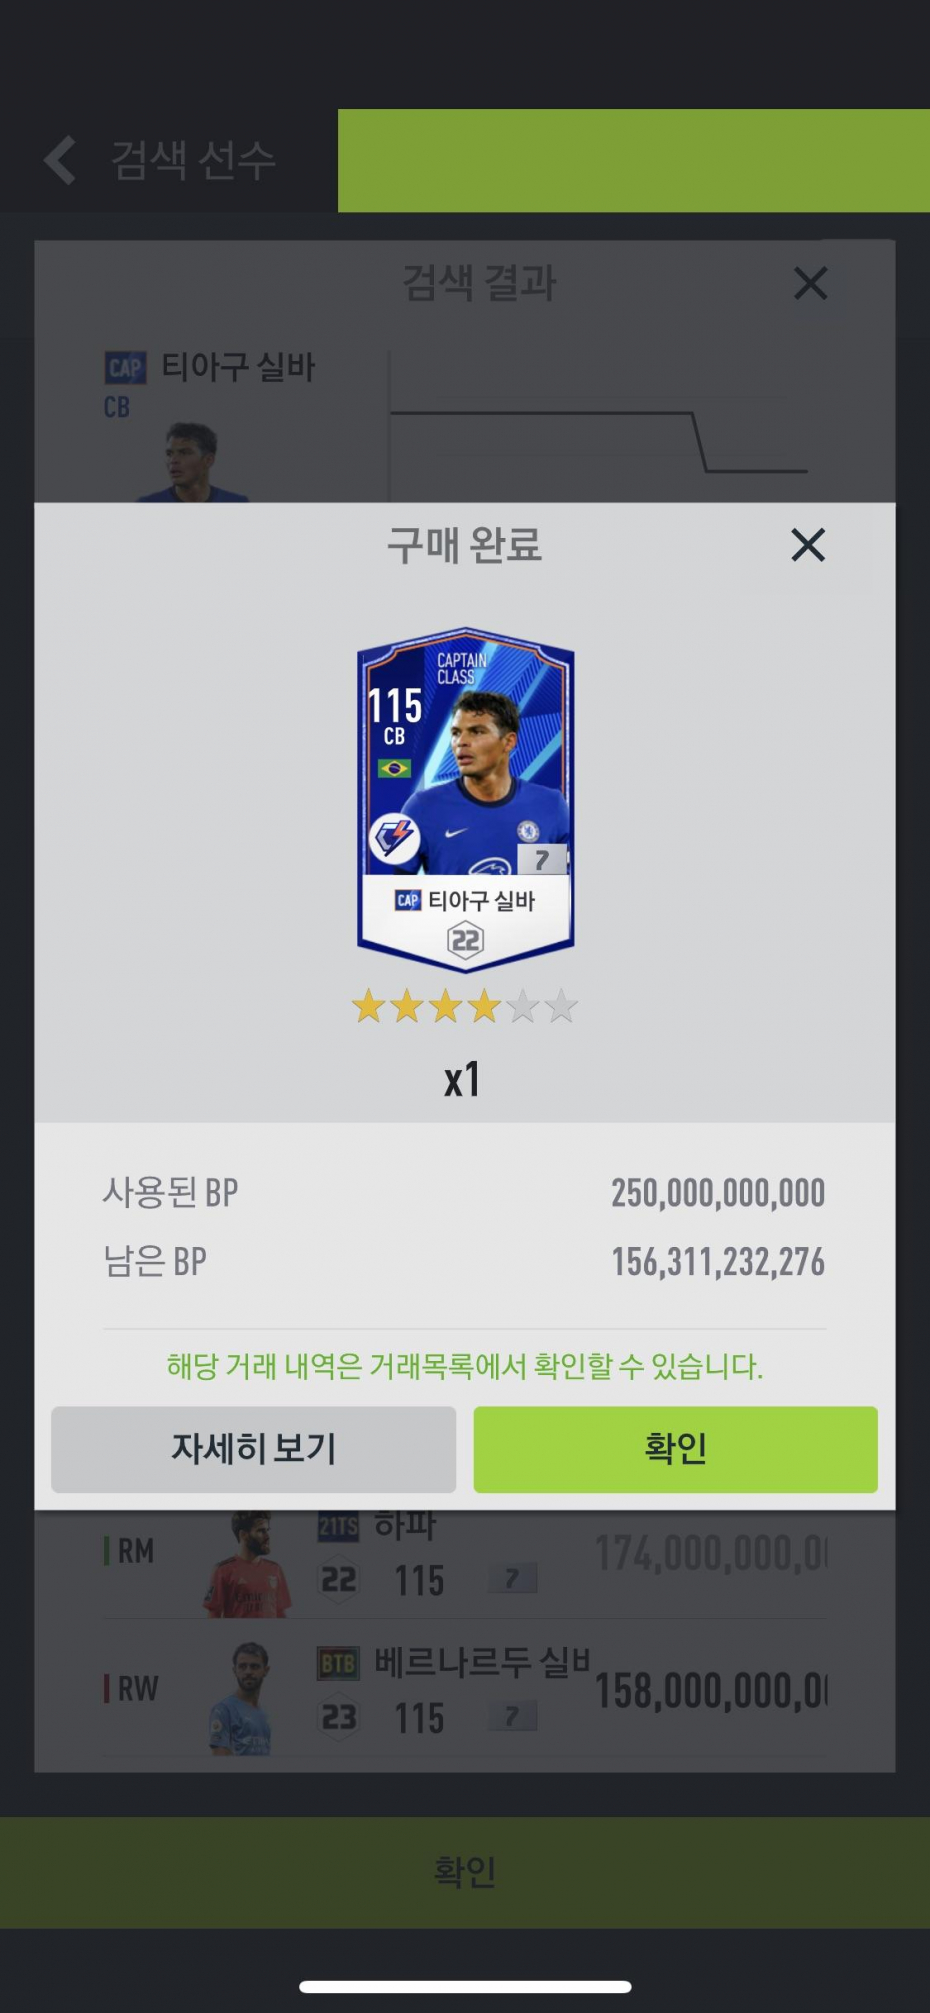 검색 선수
검색 결과
CAP 티아구 실바
CB
구매 완료
CAPTAIN
CLASS
115
CB
7
CAP 티아구 실바
22
x1
사용된 BP 250,000,000,000
남은 BP 156,311,232,276
해당 거래 내역은 거래목록에서 확인할 수 있습니다.
자세히 보기
확인
21TS 하파
RM
174,000,000,0
22 115 7
BTB 베르나르두 실바
RW
158,000,000,0
23 115 7
확인